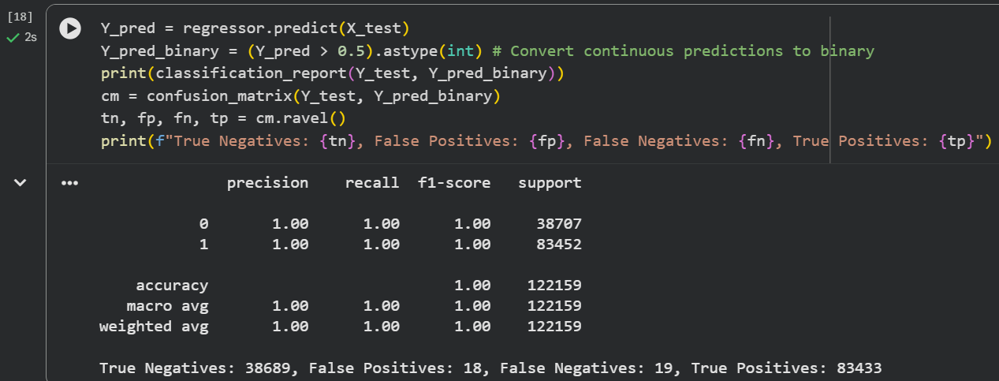 [18]
2s
Y_pred = regressor.predict(X_test)
Y_pred_binary = (Y_pred > 0.5).astype(int) # Convert continuous predictions to binary
print(classification_report(Y_test, Y_pred_binary))
cm = confusion_matrix(Y_test, Y_pred_binary)
tn, fp, fn, tp = cm.ravel()
print(f"True Negatives: {tn}, False Positives: {fp}, False Negatives: {fn}, True Positives: {tp}")
precision recall f1-score support
0 1.00 1.00 1.00 38707
1 1.00 1.00 1.00 83452
accuracy 1.00 122159
macro avg 1.00 1.00 1.00 122159
weighted avg 1.00 1.00 1.00 122159
True Negatives: 38689, False Positives: 18, False Negatives: 19, True Positives: 83433